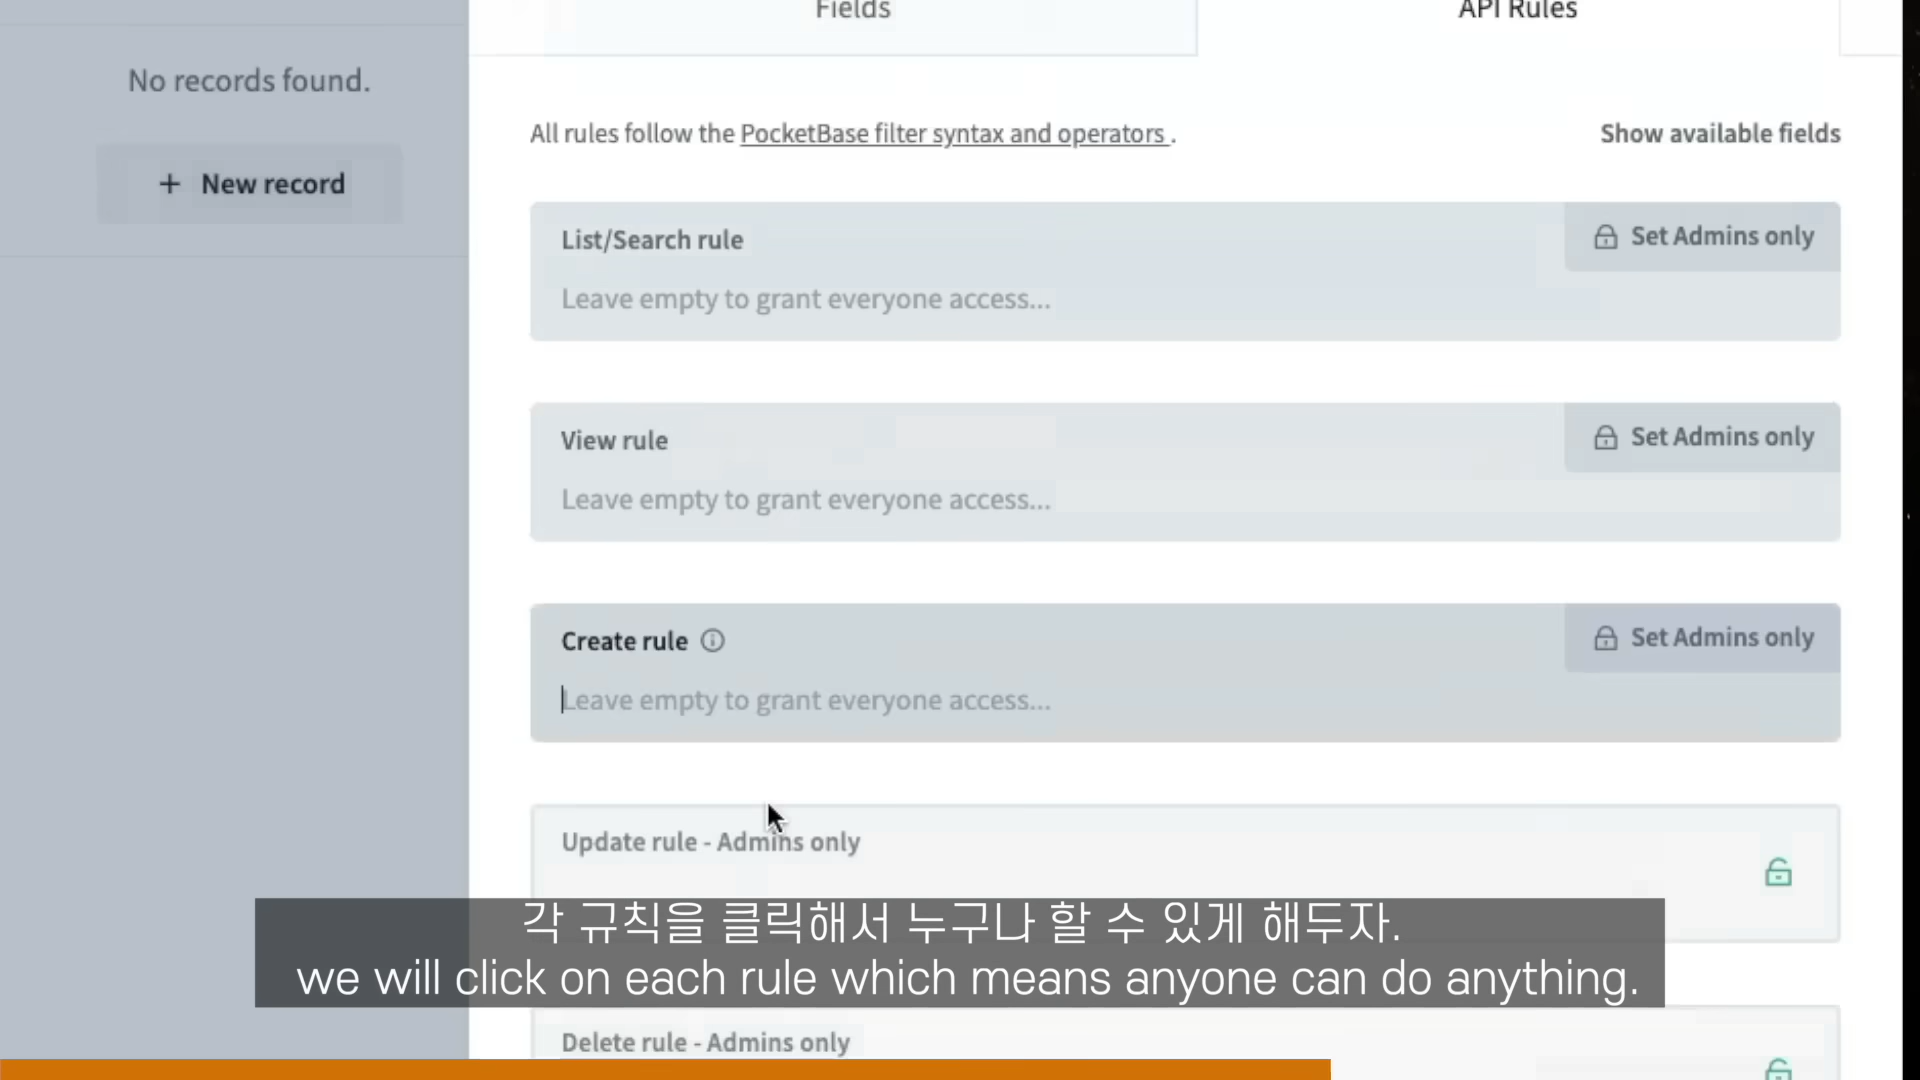 Fields
API Rules
No records found.
+ New record
All rules follow the PocketBase filter syntax and operators .
Show available fields
List/Search rule
Set Admins only
Leave empty to grant everyone access...
View rule
Set Admins only
Leave empty to grant everyone access...
Create rule
Set Admins only
Leave empty to grant everyone access...
Update rule - Admins only
각 규칙을 클릭해서 누구나 할 수 있게 해두자.
we will click on each rule which means anyone can do anything.
Delete rule - Admins only